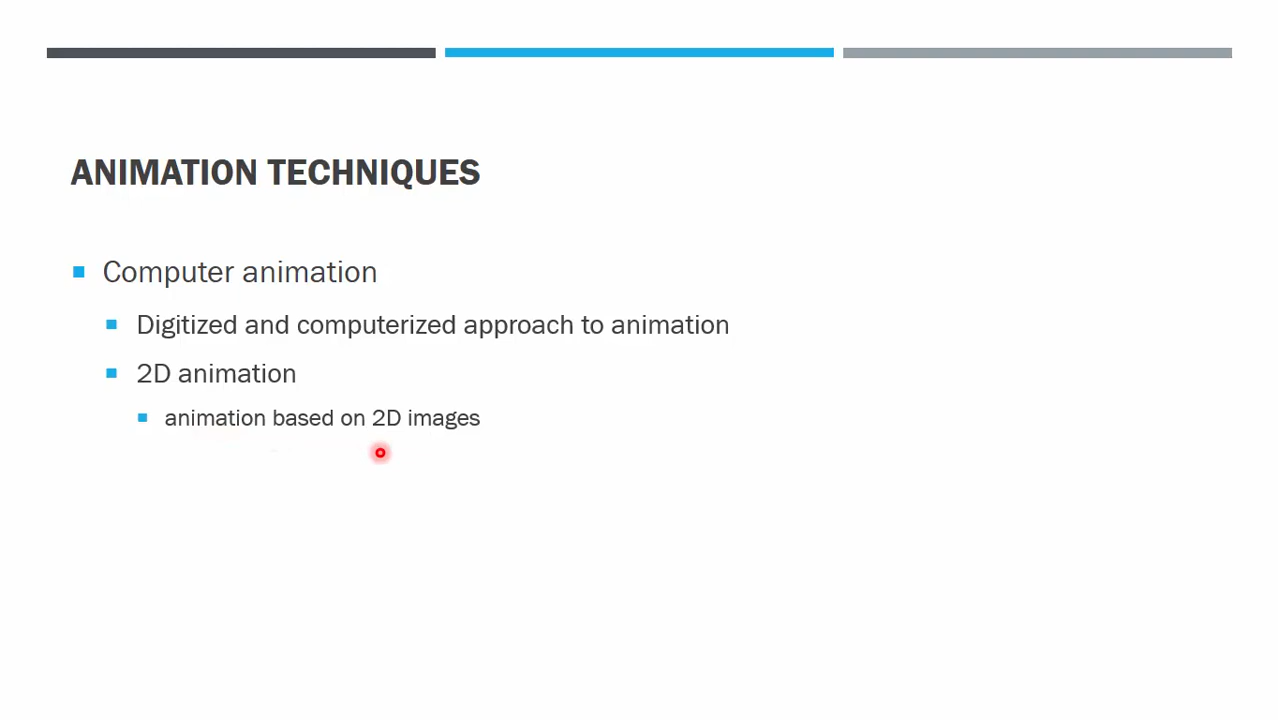 ANIMATION TECHNIQUES
Computer animation
Digitized and computerized approach to animation
2D animation
animation based on 2D images